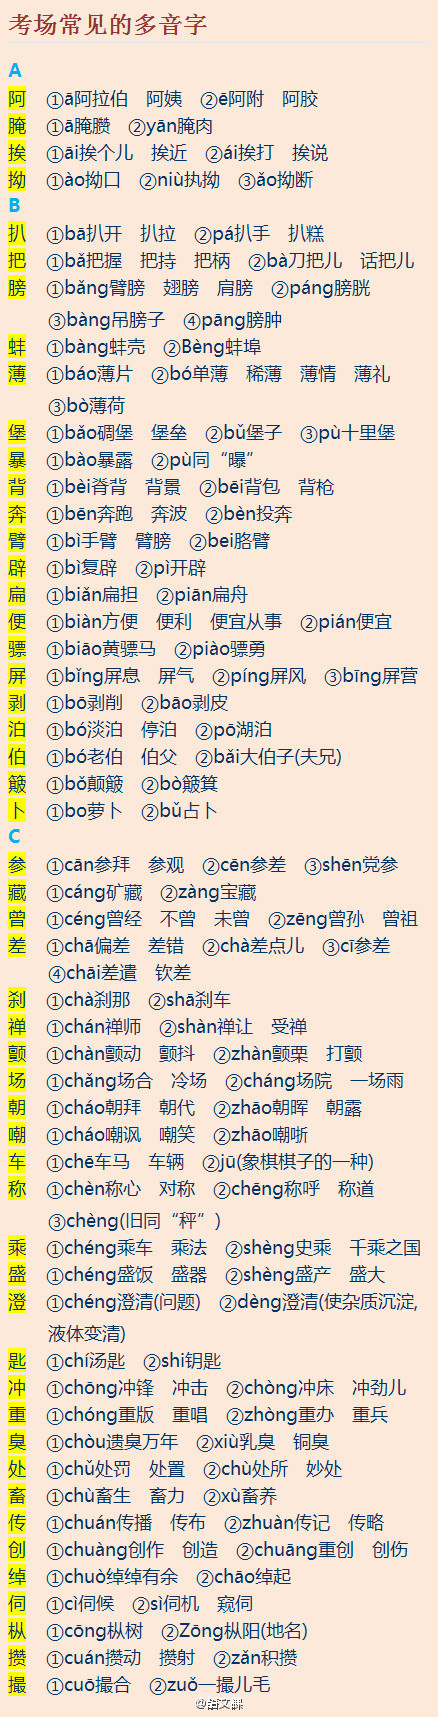 考场常见的多音字
A
阿 ①ā阿拉伯 阿姨 ②ē阿附 阿胶
腌 ①ā腌臜 ②yān腌肉
挨 ①āi挨个儿 挨近 ②ái挨打 挨说
拗 ①ào拗口 ②niù执拗 ③ǎo拗断
B
扒 ①bā扒开 扒拉 ②pá扒手 扒糕
把 ①bǎ把握 把持 把柄 ②bà刀把儿 话把儿
膀 ①bǎng臂膀 翅膀 肩膀 ②páng膀胱
③bàng吊膀子 ④pāng膀肿
蚌 ①bàng蚌壳 ②Bèng蚌埠
薄 ①báo薄片 ②bó单薄 稀薄 薄情 薄礼
③bò薄荷
堡 ①bǎo碉堡 堡垒 ②bǔ堡子 ③pù十里堡
暴 ①bào暴露 ②pù同“曝”
背 ①bèi脊背 背景 ②bēi背包 背枪
奔 ①bēn奔跑 奔波 ②bèn投奔
臂 ①bì手臂 臂膀 ②bei胳臂
辟 ①bì复辟 ②pì开辟
扁 ①biǎn扁担 ②piān扁舟
便 ①biàn方便 便利 便宜从事 ②pián便宜
骠 ①biāo黄骠马 ②piào骠勇
屏 ①bǐng屏息 屏气 ②píng屏风 ③bīng屏营
剥 ①bō剥削 ②bāo剥皮
泊 ①bó淡泊 停泊 ②pō湖泊
伯 ①bó老伯 伯父 ②bǎi大伯子(夫兄)
簸 ①bǒ颠簸 ②bò簸箕
卜 ①bo萝卜 ②bǔ占卜
C
参 ①cān参拜 参观 ②cēn参差 ③shēn党参
藏 ①cáng矿藏 ②zàng宝藏
曾 ①céng曾经 不曾 未曾 ②zēng曾孙 曾祖
差 ①chā偏差 差错 ②chà差点儿 ③cī参差
④chāi差遣 钦差
刹 ①chà刹那 ②shā刹车
禅 ①chán禅师 ②shàn禅让 受禅
颤 ①chàn颤动 颤抖 ②zhàn颤栗 打颤
场 ①chǎng场合 冷场 ②cháng场院 一场雨
朝 ①cháo朝拜 朝代 ②zhāo朝晖 朝露
嘲 ①cháo嘲讽 嘲笑 ②zhāo嘲哳
车 ①chē车马 车辆 ②jū(象棋棋子的一种)
称 ①chèn称心 对称 ②chēng称呼 称道
③chèng(旧同“秤”)
乘 ①chéng乘车 乘法 ②shèng史乘 千乘之国
盛 ①chéng盛饭 盛器 ②shèng盛产 盛大
澄 ①chéng澄清(问题) ②dèng澄清(使杂质沉淀,
液体变清)
匙 ①chí汤匙 ②shi钥匙
冲 ①chōng冲锋 冲击 ②chòng冲床 冲劲儿
重 ①chóng重版 重唱 ②zhòng重办 重兵
臭 ①chòu遗臭万年 ②xiù乳臭 铜臭
处 ①chǔ处罚 处置 ②chù处所 妙处
畜 ①chù畜生 畜力 ②xù畜养
传 ①chuán传播 传布 ②zhuàn传记 传略
创 ①chuàng创作 创造 ②chuāng重创 创伤
绰 ①chuò绰绰有余 ②chāo绰起
伺 ①cì伺候 ②sì伺机 窥伺
枞 ①cōng枞树 ②Zōng枞阳(地名)
攒 ①cuán攒动 攒射 ②zǎn积攒
撮 ①cuō撮合 ②zuǒ一撮儿毛